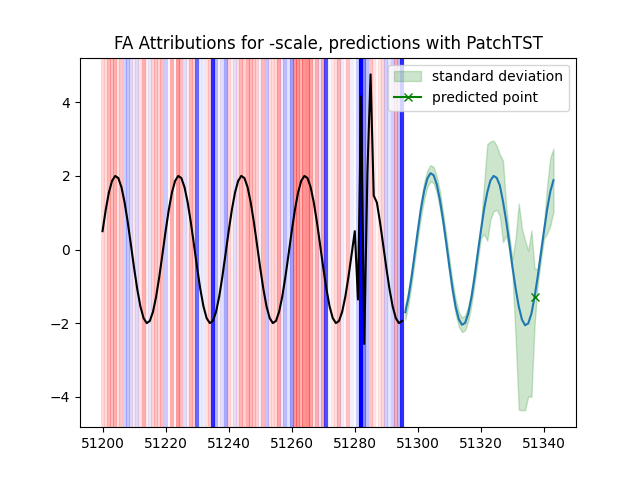 FA Attributions for -scale, predictions with PatchTST
standard deviation
predicted point
4
2
0
−2
−4
51200 51220 51240 51260 51280 51300 51320 51340